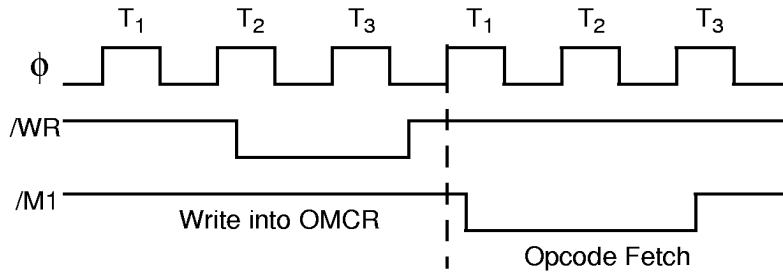 T1 T2 T3 T1 T2 T3
ϕ
/WR
/M1
Write into OMCR
Opcode Fetch